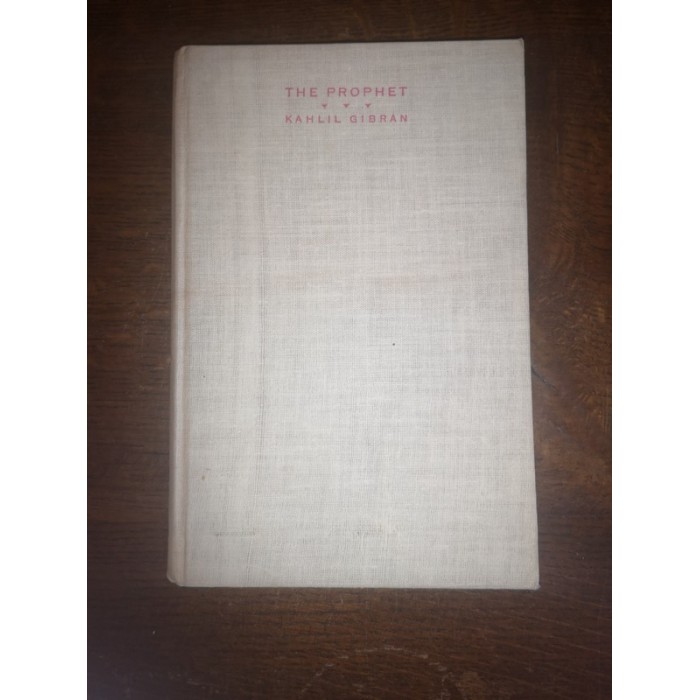 THE PROPHET
▼ ▼ ▼
KAHLIL GIBRAN